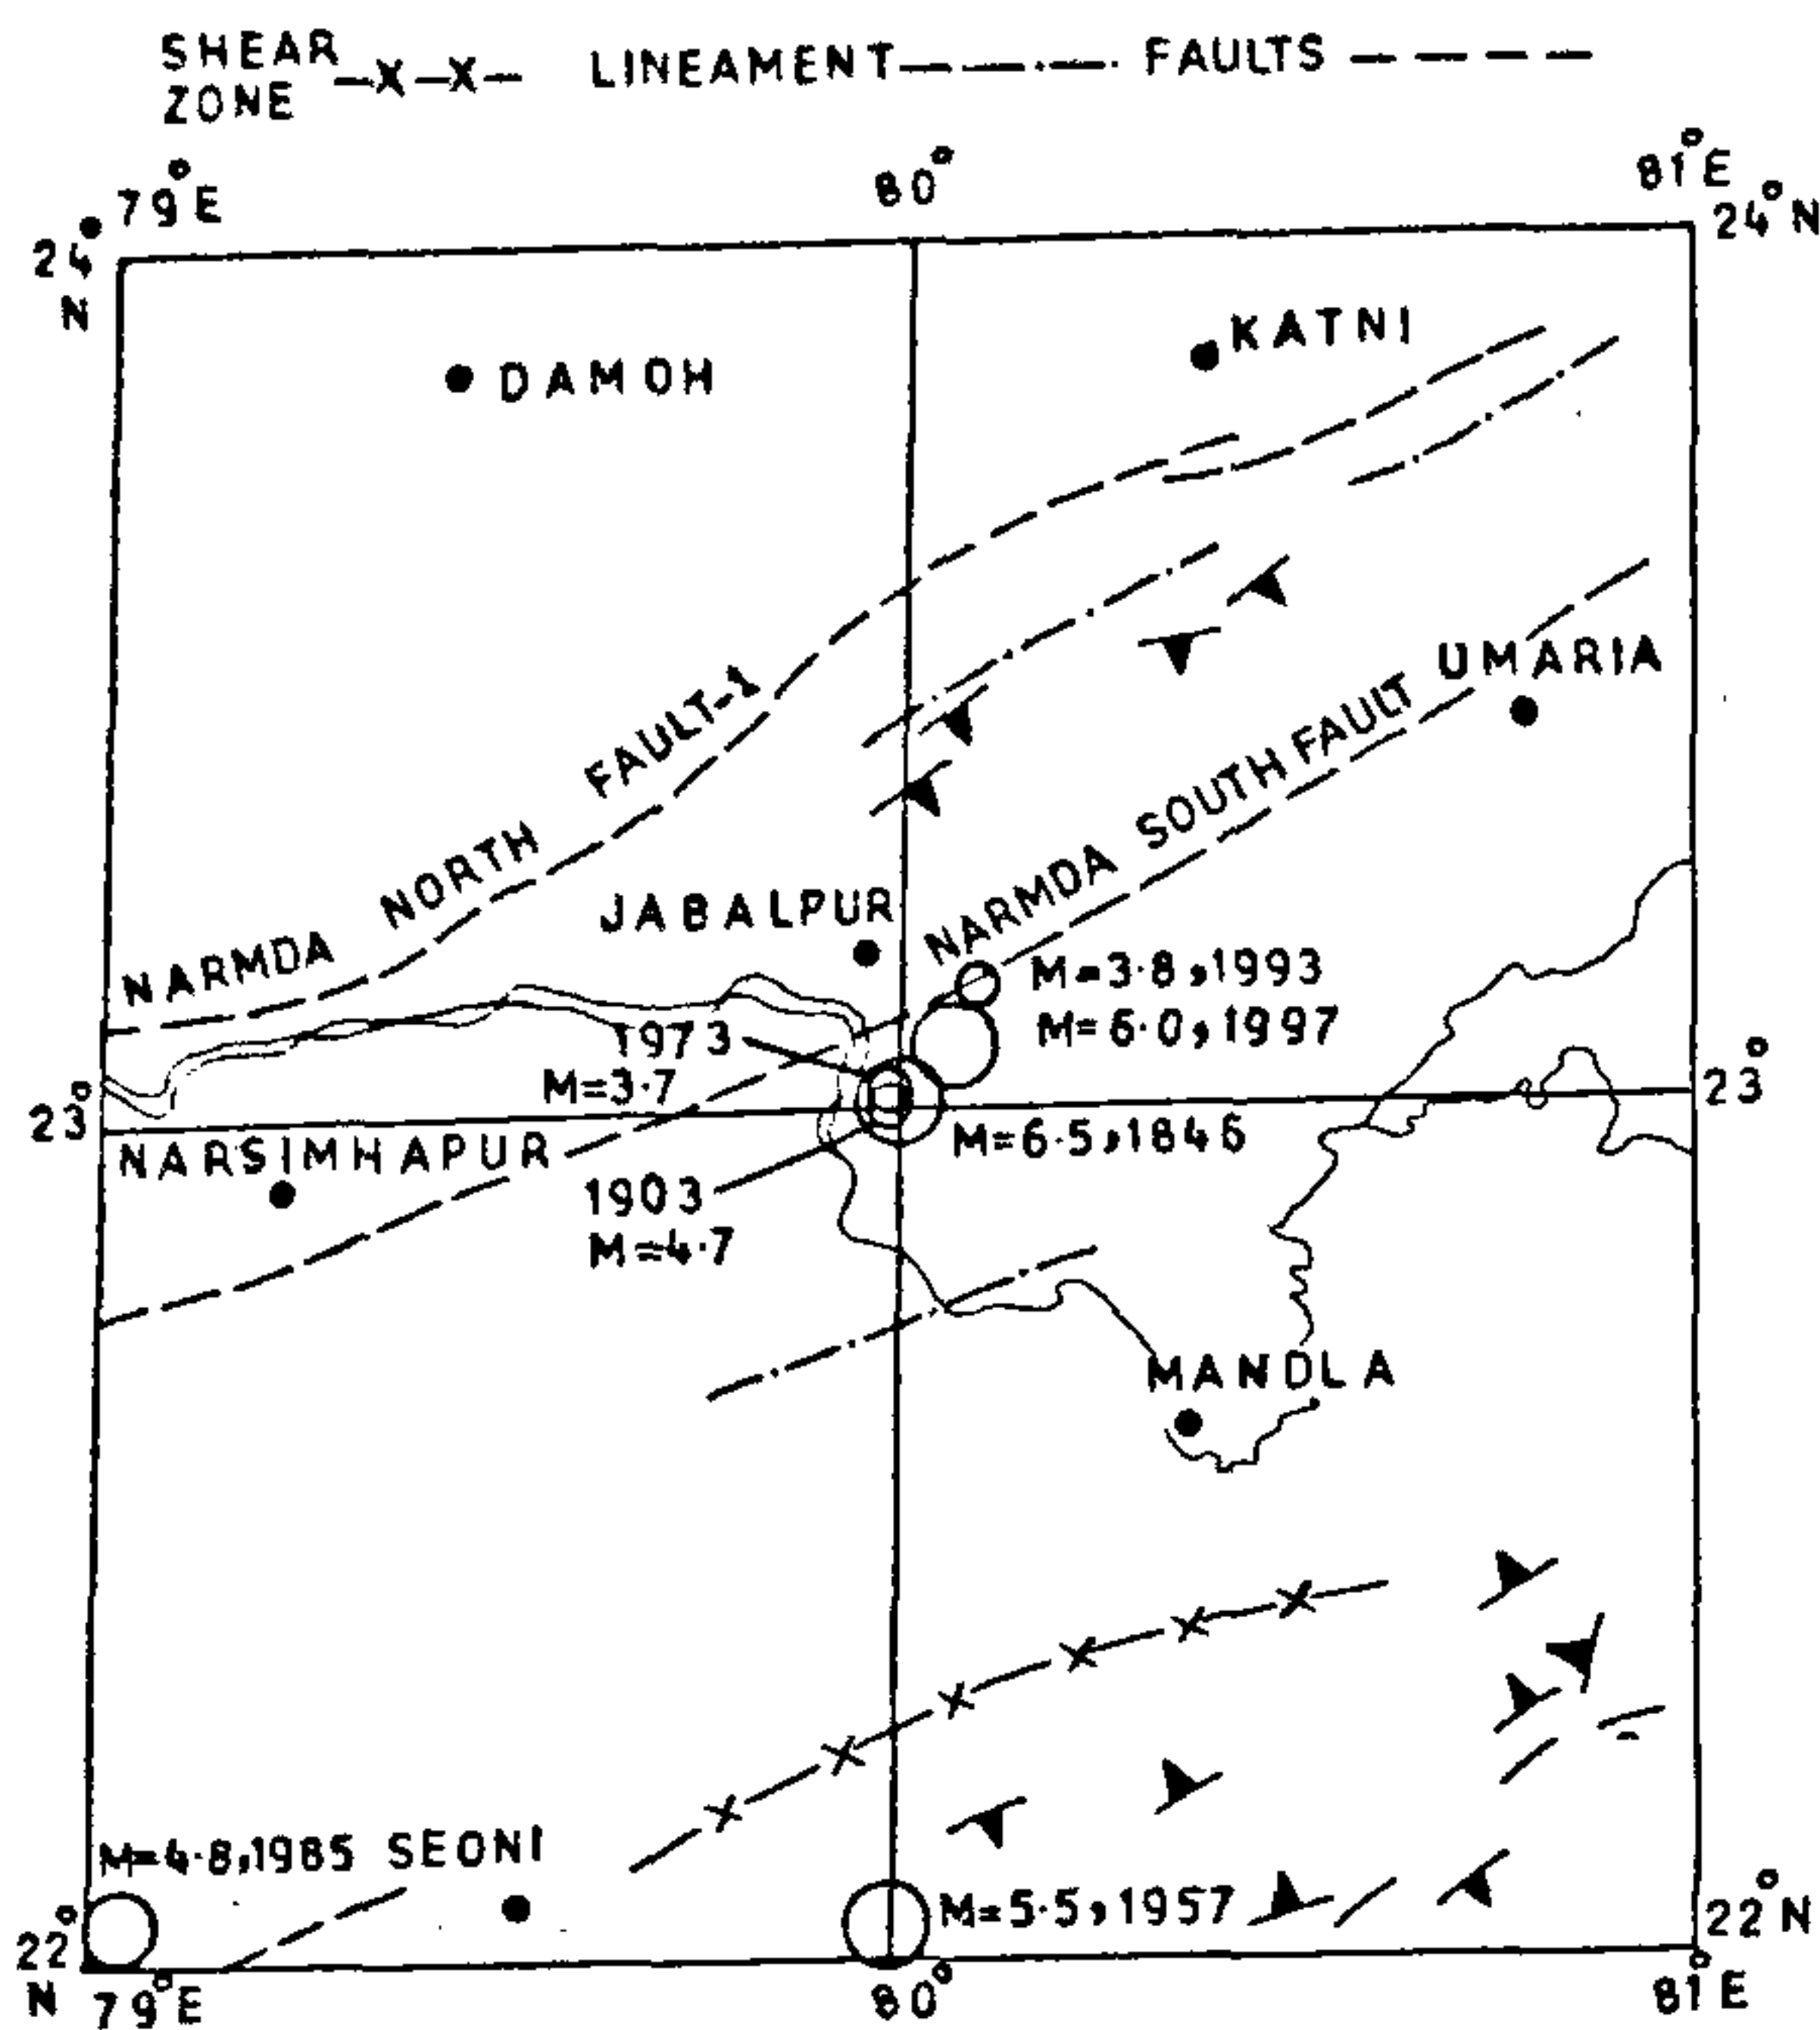 SHEAR ZONE
LINEAMENT
FAULTS
79°E
80°
81°E
24 N
24°N
KATNI
DAMOH
UMARIA
NARMDA NORTH FAULT-1
NARMDA SOUTH FAULT
JABALPUR
M=3.8,1993
M=6.0,1997
1973
M=3.7
23°
23°
M=6.5,1846
NARSIMHAPUR
1903
M=4.7
MANDLA
M=4.8,1985
SEONI
M=5.5,1957
22° N
22°N
79°E
80°
81°E